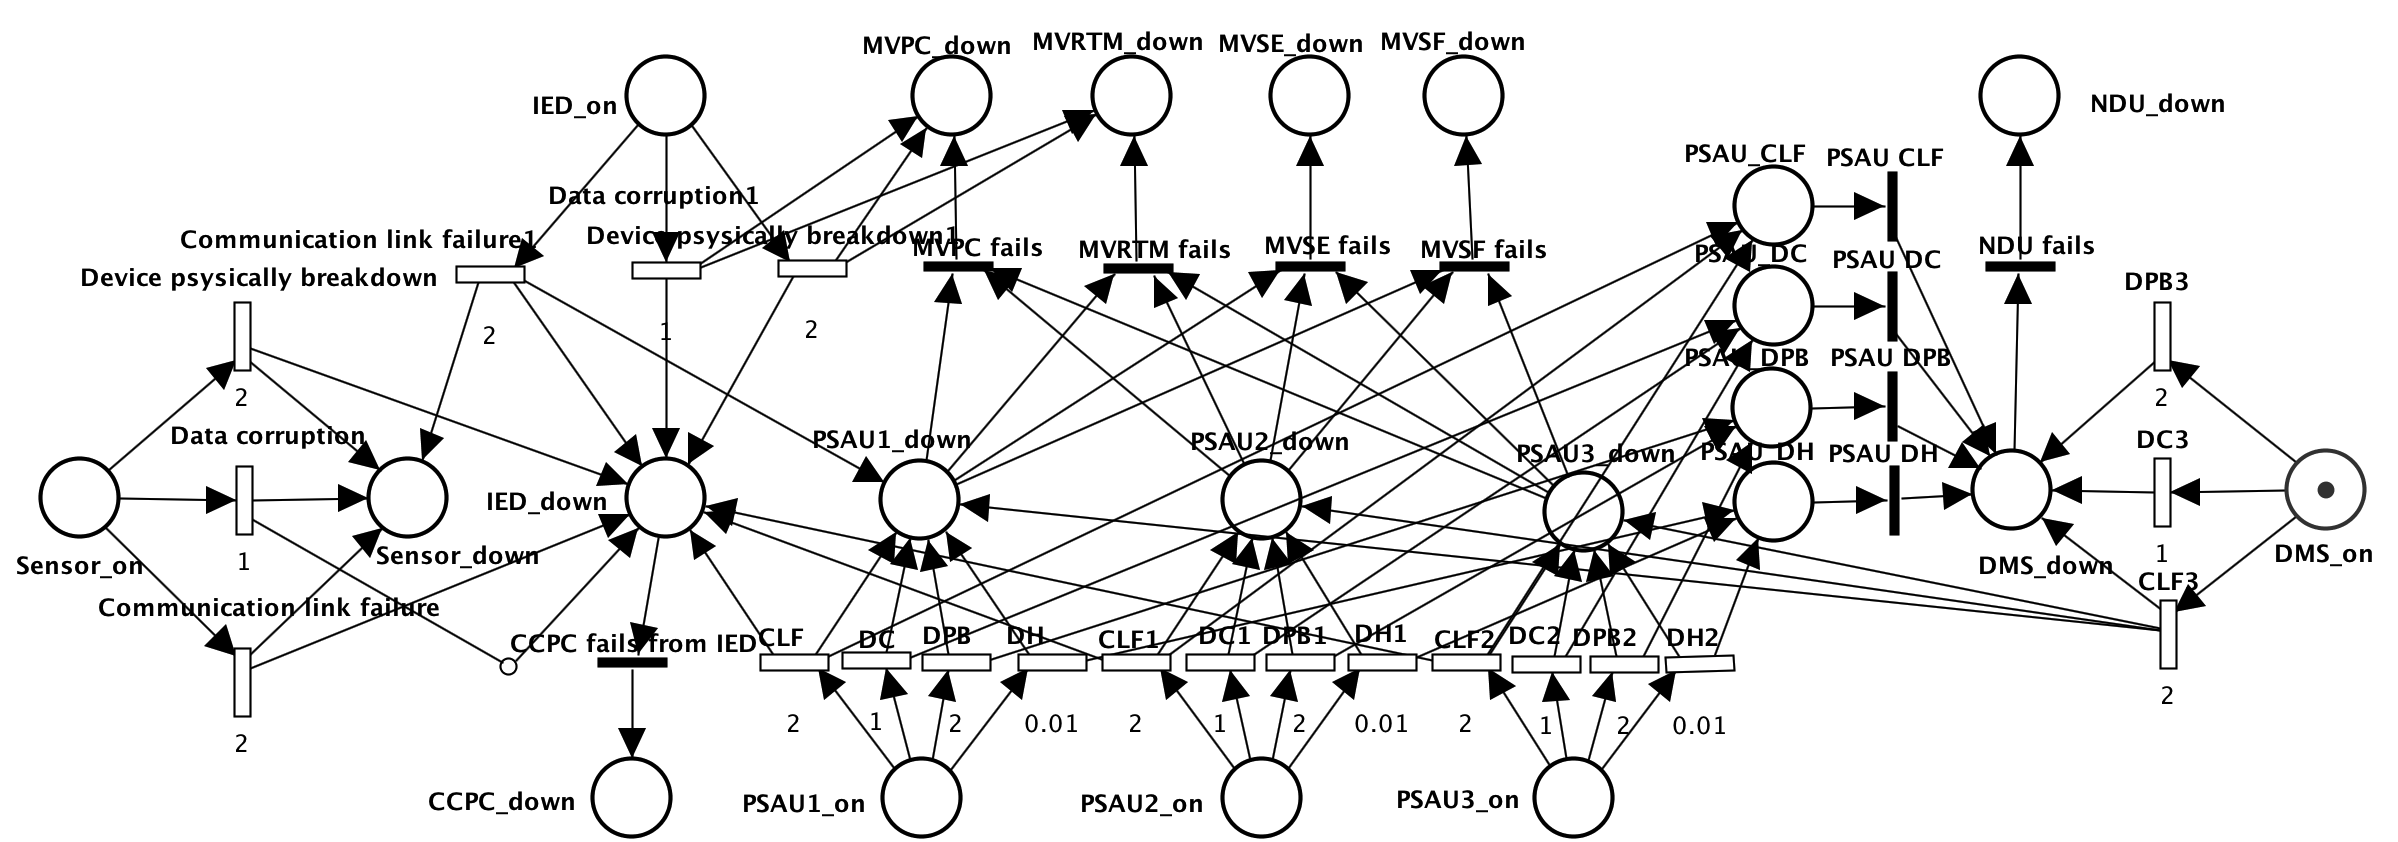 MVPC_down
MVRTM_down
MVSE_down
MVSF_down
IED_on
NDU_down
PSAU_CLF
PSAU CLF
Data corruption1
Communication link failure1
Device psysically breakdown1
MVPC fails
MVRTM fails
MVSE fails
MVSF fails
PSAU_DC
PSAU DC
NDU fails
Device psysically breakdown
DPB3
2
1
2
PSAU_DPB
PSAU DPB
2
2
Data corruption
PSAU1_down
PSAU2_down
PSAU3_down
PSAU_DH
PSAU DH
DC3
IED_down
Sensor_on
1
Sensor_down
DMS_down
1
DMS_on
CLF3
Communication link failure
CCPC fails from IED
CLF
DC
DPB
DH
CLF1
DC1
DPB1
DH1
CLF2
DC2
DPB2
DH2
2
2
1
2
0.01
2
1
2
0.01
2
1
2
0.01
2
CCPC_down
PSAU1_on
PSAU2_on
PSAU3_on